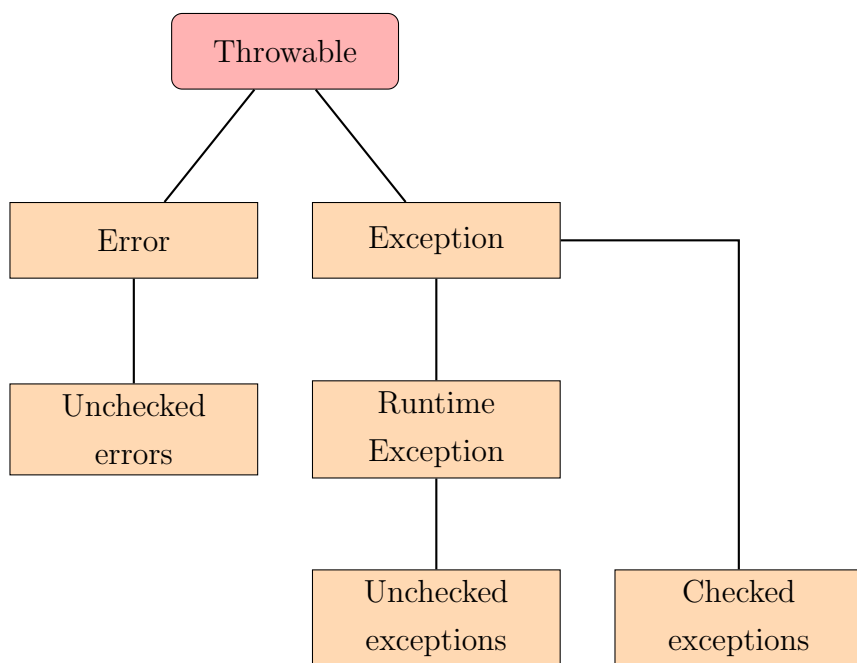 Throwable
Error
Exception
Unchecked
errors
Runtime
Exception
Unchecked
exceptions
Checked
exceptions